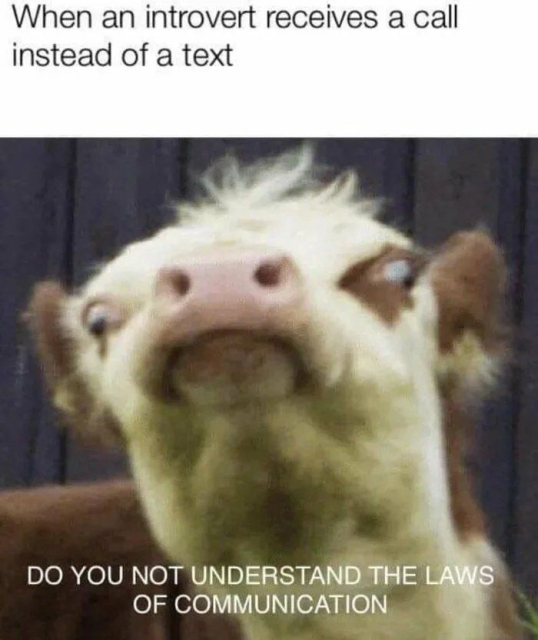 When an introvert receives a call
instead of a text
DO YOU NOT UNDERSTAND THE LAWS
OF COMMUNICATION